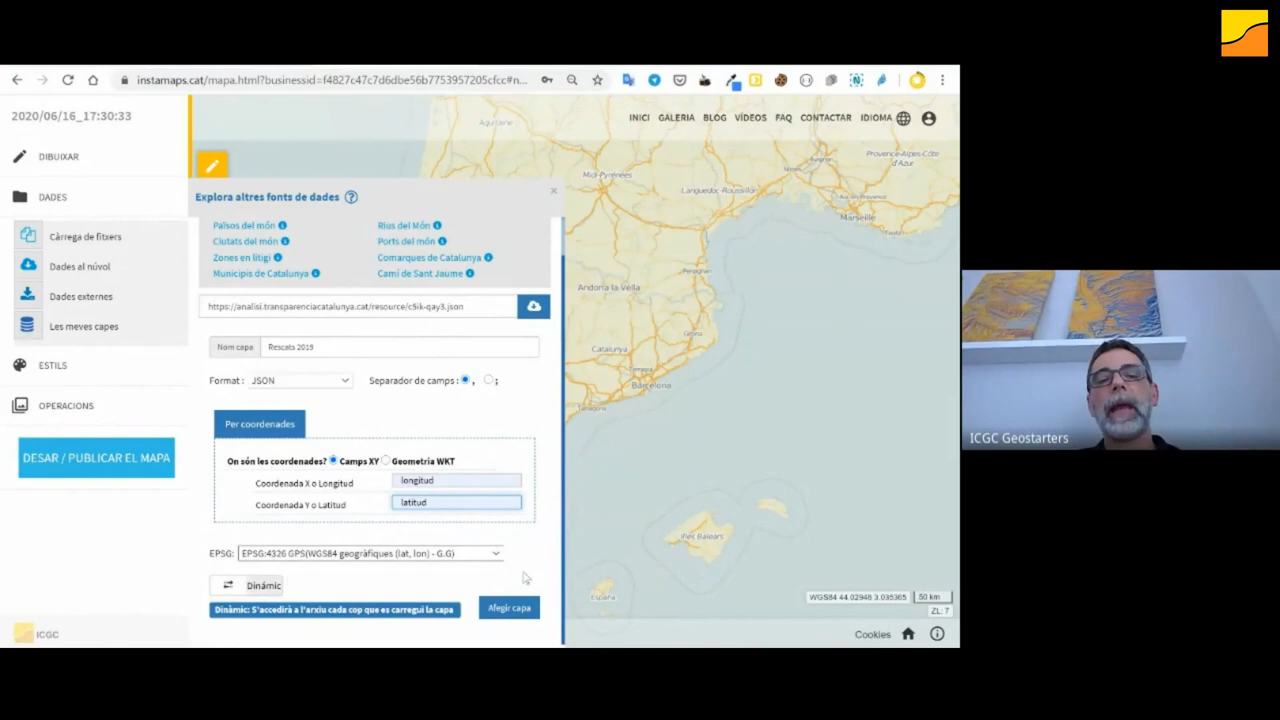 instamaps.cat/mapa.html?businessid=f4827c47c7d6dbe56b7753957205cfcc#n...
2020/06/16_17:30:33
INICI GALERIA BLOG VÍDEOS FAQ CONTACTAR IDIOMA
DIBUIXAR
DADES
Càrrega de fitxers
Dades al núvol
Dades externes
Les meves capes
ESTILS
OPERACIONS
DESAR / PUBLICAR EL MAPA
ICGC
Explora altres fonts de dades ?
×
Països del món
Rius del Món
Ciutats del món
Ports del món
Zones en litigi
Comarques de Catalunya
Municipis de Catalunya
Camí de Sant Jaume
https://analisi.transparenciacatalunya.cat/resource/c5ik-qay3.json
Nom capa Rescats 2019
Format : JSON Separador de camps : , ;
Per coordenades
On són les coordenades? Camps XY Geometria WKT
Coordenada X o Longitud longitud
Coordenada Y o Latitud latitud
EPSG: EPSG:4326 GPS(WGS84 geogràfiques (lat, lon) - G.G)
Dinàmic
Dinàmic: S'accedirà a l'arxiu cada cop que es carregui la capa
Afegir capa
Aquitaine
Midi-Pyrénées
Languedoc-Roussillon
Provence-Alpes-Côte d'Azur
Avignon
Marseille
Perpignan
Andorra la Vella
Girona
Catalunya
Terrassa
Barcelona
Tarragona
Illes Balears
España
WGS84 44.02948 3.035365 50 km
ZL: 7
Cookies
ICGC Geostarters